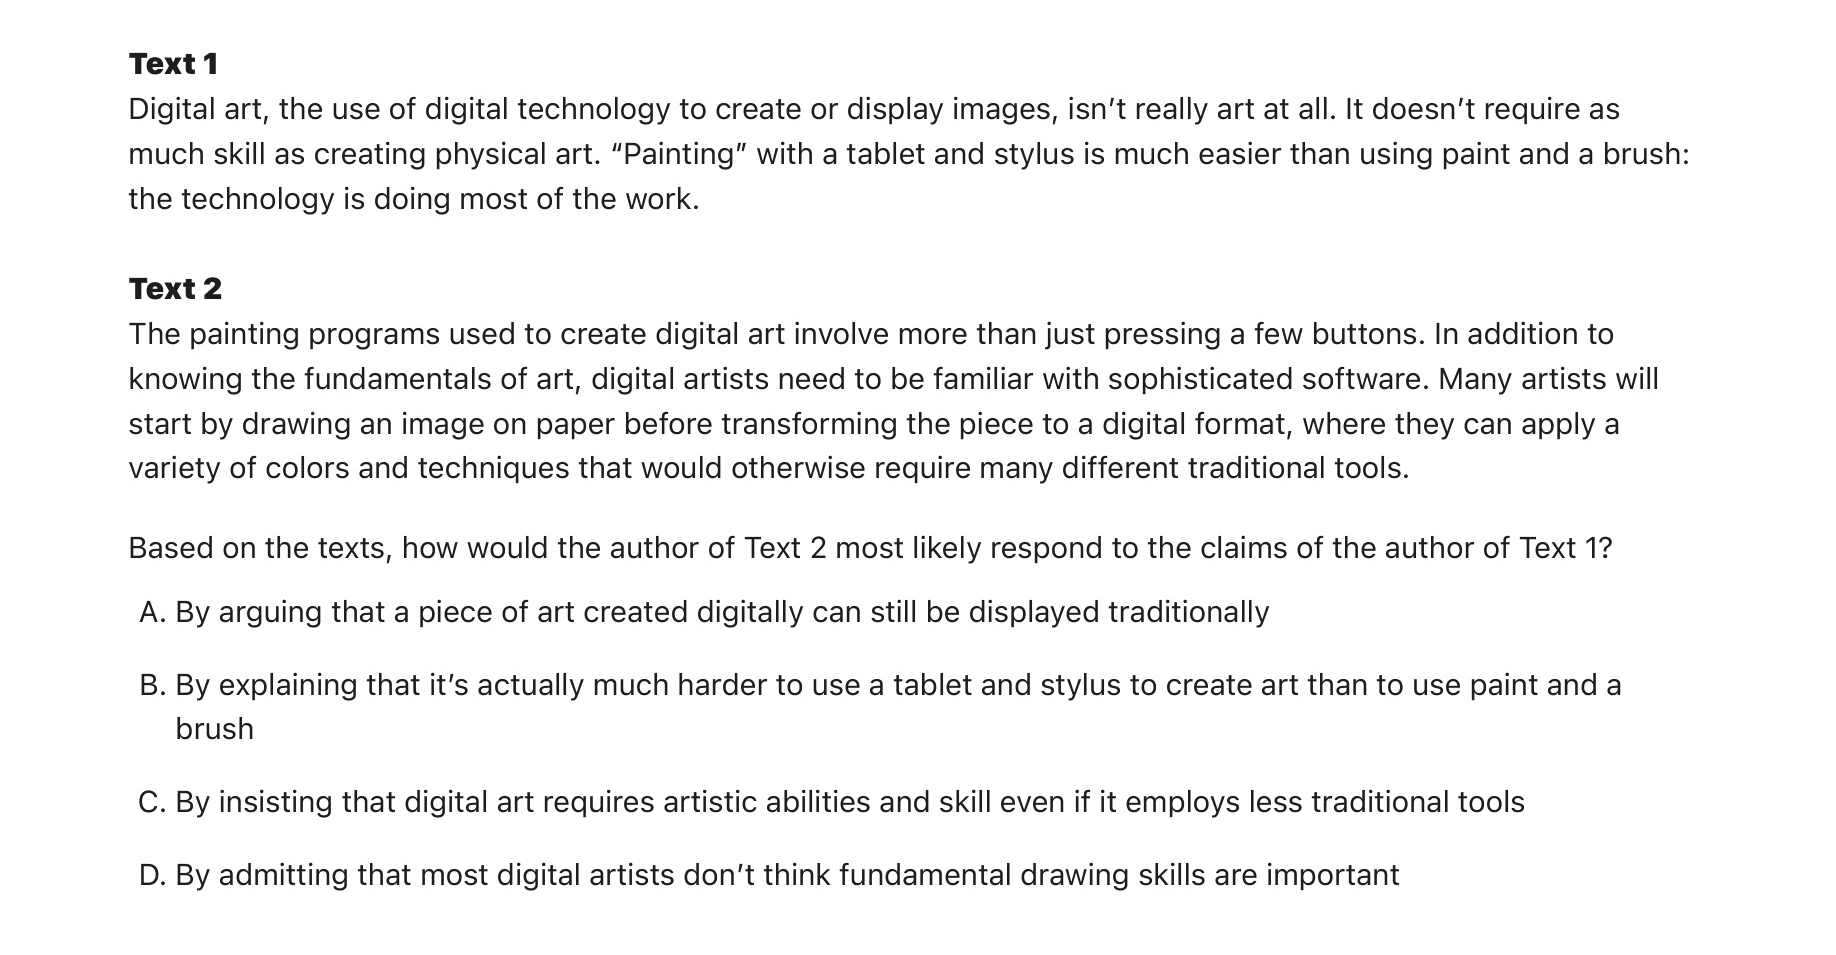 Text 1
Digital art, the use of digital technology to create or display images, isn’t really art at all. It doesn’t require as
much skill as creating physical art. “Painting” with a tablet and stylus is much easier than using paint and a brush:
the technology is doing most of the work.
Text 2
The painting programs used to create digital art involve more than just pressing a few buttons. In addition to
knowing the fundamentals of art, digital artists need to be familiar with sophisticated software. Many artists will
start by drawing an image on paper before transforming the piece to a digital format, where they can apply a
variety of colors and techniques that would otherwise require many different traditional tools.
Based on the texts, how would the author of Text 2 most likely respond to the claims of the author of Text 1?
A. By arguing that a piece of art created digitally can still be displayed traditionally
B. By explaining that it’s actually much harder to use a tablet and stylus to create art than to use paint and a
brush
C. By insisting that digital art requires artistic abilities and skill even if it employs less traditional tools
D. By admitting that most digital artists don’t think fundamental drawing skills are important